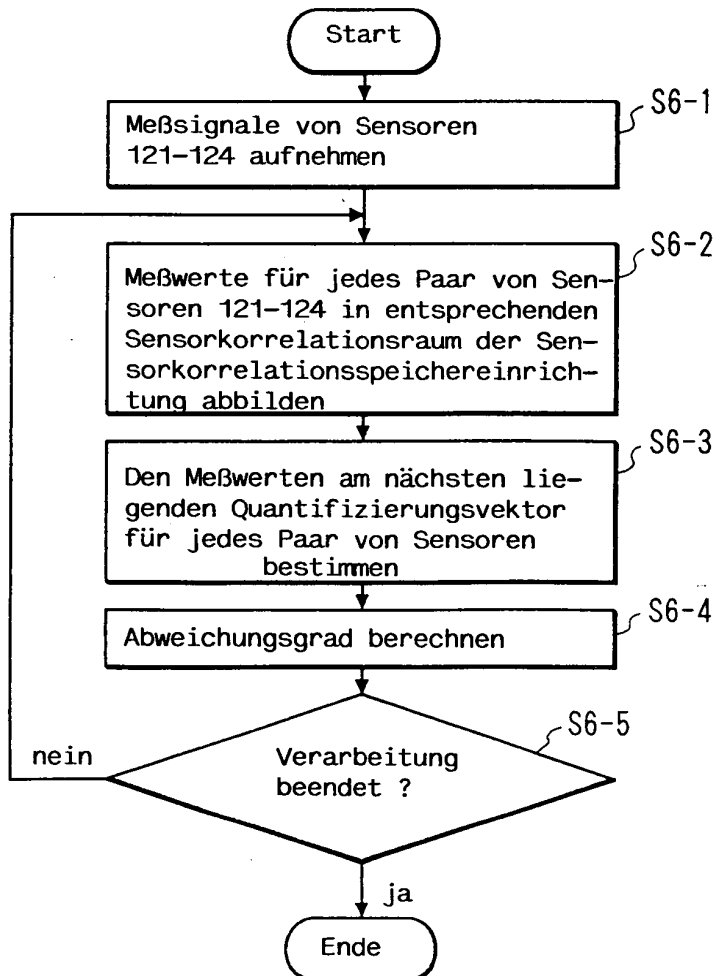 Start
S6-1
Meßsignale von Sensoren
121-124 aufnehmen
S6-2
Meßwerte für jedes Paar von Sen-
soren 121-124 in entsprechenden
Sensorkorrelationsraum der Sen-
sorkorrelationsspeichereinrich-
tung abbilden
S6-3
Den Meßwerten am nächsten lie-
genden Quantifizierungsvektor
für jedes Paar von Sensoren
bestimmen
S6-4
Abweichungsgrad berechnen
S6-5
nein
Verarbeitung
beendet ?
ja
Ende